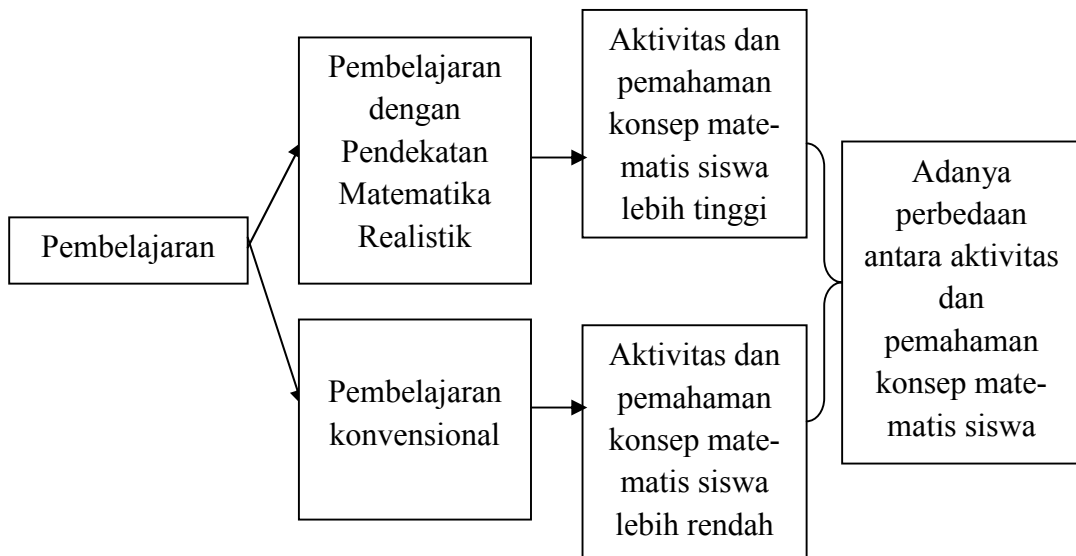 Pembelajaran
Pembelajaran
dengan
Pendekatan
Matematika
Realistik
Aktivitas dan
pemahaman
konsep mate-
matis siswa
lebih tinggi
Pembelajaran
konvensional
Aktivitas dan
pemahaman
konsep mate-
matis siswa
lebih rendah
Adanya
perbedaan
antara aktivitas
dan
pemahaman
konsep mate-
matis siswa